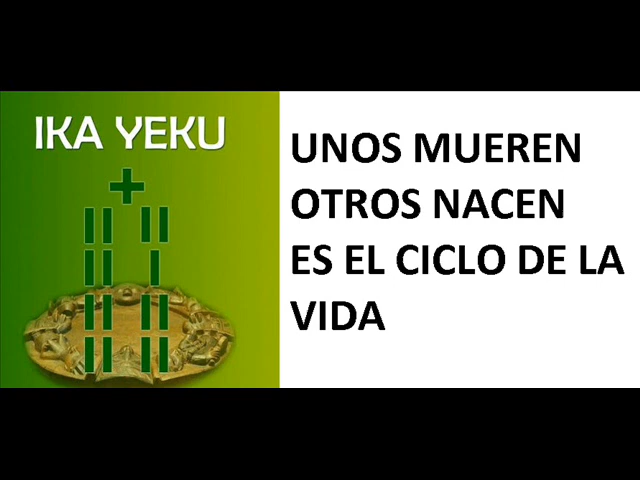 IKA YEKU
UNOS MUEREN
OTROS NACEN
ES EL CICLO DE LA
VIDA